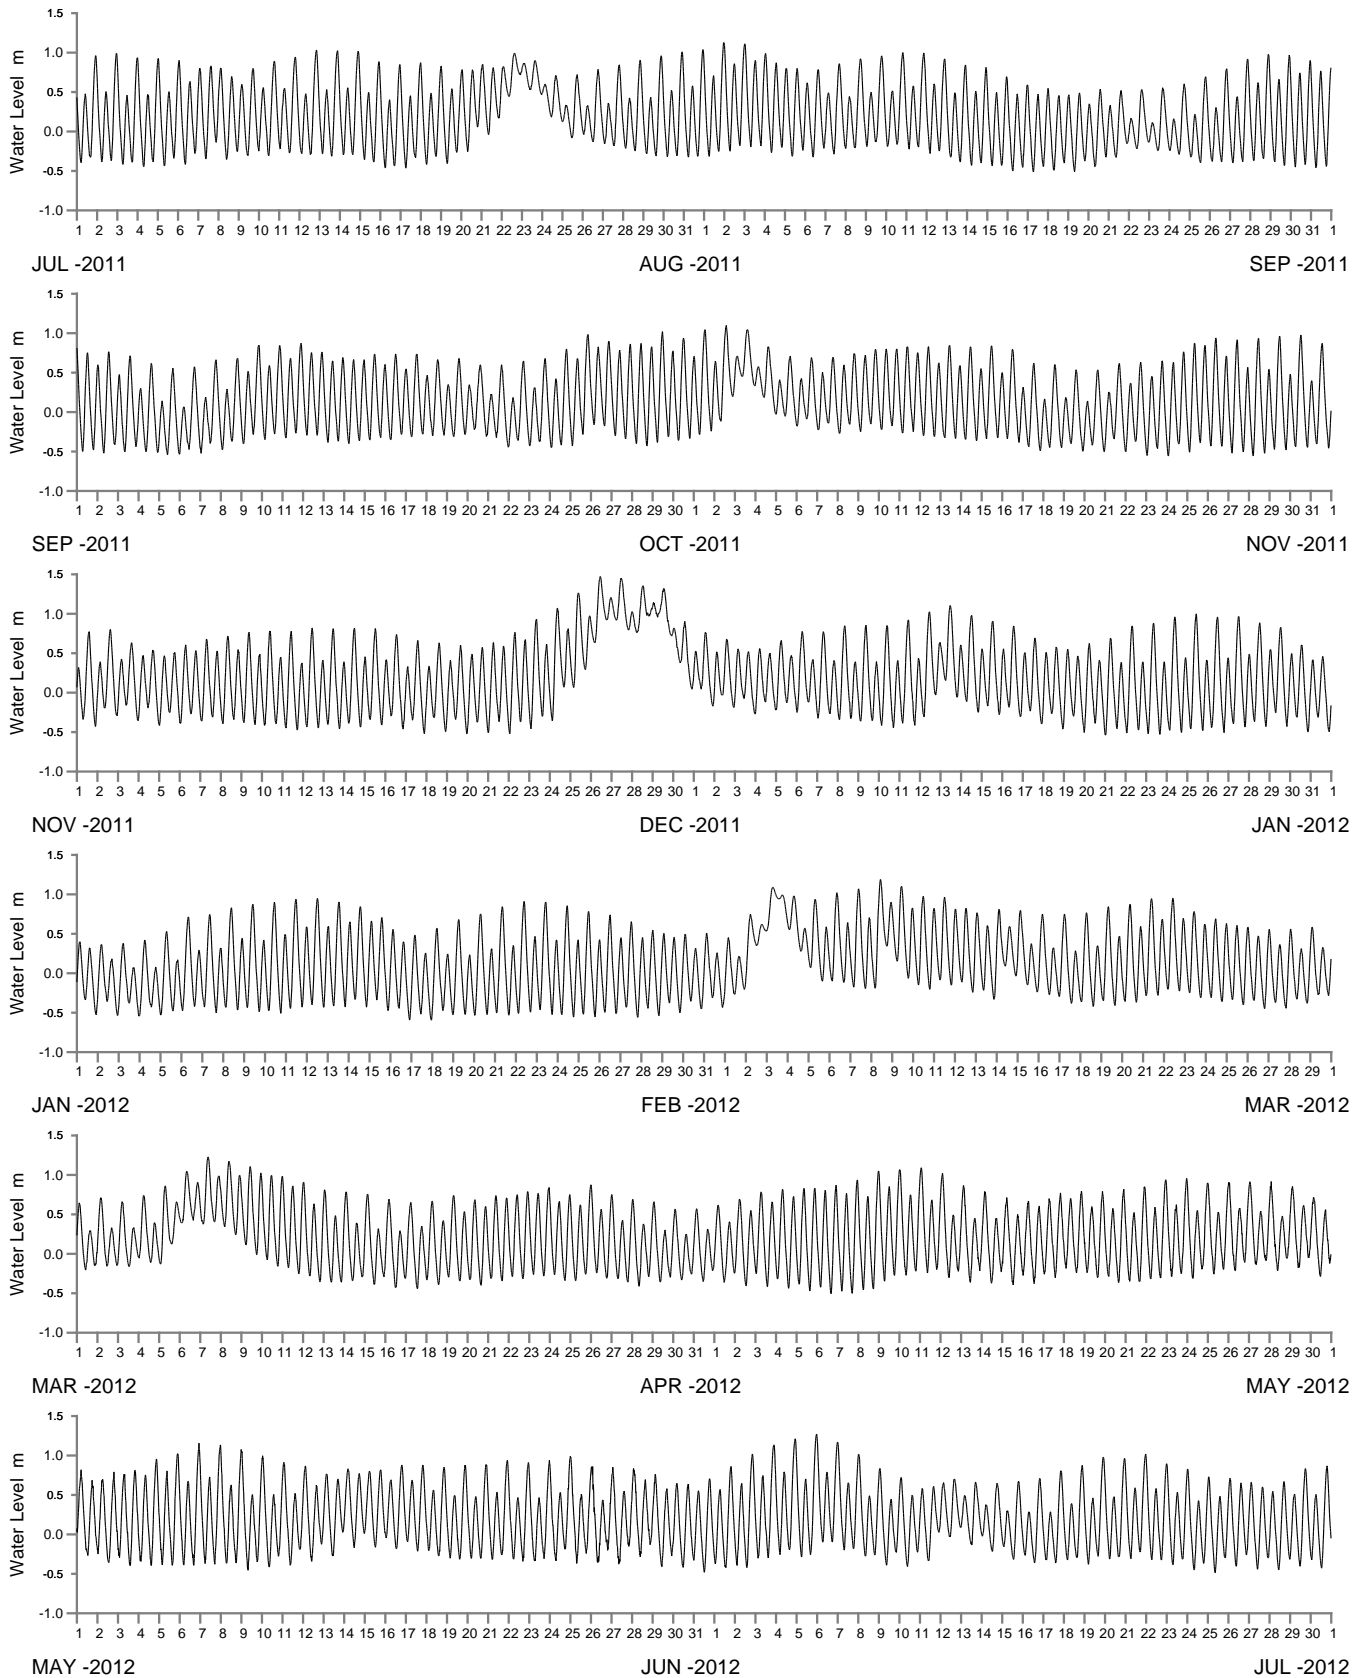 1.5
1.0
0.5
0.0
-0.5
-1.0
Water Level m
1 2 3 4 5 6 7 8 9 10 11 12 13 14 15 16 17 18 19 20 21 22 23 24 25 26 27 28 29 30 31 1 2 3 4 5 6 7 8 9 10 11 12 13 14 15 16 17 18 19 20 21 22 23 24 25 26 27 28 29 30 31 1
JUL -2011 AUG -2011 SEP -2011
1.5
1.0
0.5
0.0
-0.5
-1.0
Water Level m
1 2 3 4 5 6 7 8 9 10 11 12 13 14 15 16 17 18 19 20 21 22 23 24 25 26 27 28 29 30 1 2 3 4 5 6 7 8 9 10 11 12 13 14 15 16 17 18 19 20 21 22 23 24 25 26 27 28 29 30 31 1
SEP -2011 OCT -2011 NOV -2011
1.5
1.0
0.5
0.0
-0.5
-1.0
Water Level m
1 2 3 4 5 6 7 8 9 10 11 12 13 14 15 16 17 18 19 20 21 22 23 24 25 26 27 28 29 30 1 2 3 4 5 6 7 8 9 10 11 12 13 14 15 16 17 18 19 20 21 22 23 24 25 26 27 28 29 30 31 1
NOV -2011 DEC -2011 JAN -2012
1.5
1.0
0.5
0.0
-0.5
-1.0
Water Level m
1 2 3 4 5 6 7 8 9 10 11 12 13 14 15 16 17 18 19 20 21 22 23 24 25 26 27 28 29 30 31 1 2 3 4 5 6 7 8 9 10 11 12 13 14 15 16 17 18 19 20 21 22 23 24 25 26 27 28 29 1
JAN -2012 FEB -2012 MAR -2012
1.5
1.0
0.5
0.0
-0.5
-1.0
Water Level m
1 2 3 4 5 6 7 8 9 10 11 12 13 14 15 16 17 18 19 20 21 22 23 24 25 26 27 28 29 30 31 1 2 3 4 5 6 7 8 9 10 11 12 13 14 15 16 17 18 19 20 21 22 23 24 25 26 27 28 29 30 1
MAR -2012 APR -2012 MAY -2012
1.5
1.0
0.5
0.0
-0.5
-1.0
Water Level m
1 2 3 4 5 6 7 8 9 10 11 12 13 14 15 16 17 18 19 20 21 22 23 24 25 26 27 28 29 30 31 1 2 3 4 5 6 7 8 9 10 11 12 13 14 15 16 17 18 19 20 21 22 23 24 25 26 27 28 29 30 1
MAY -2012 JUN -2012 JUL -2012